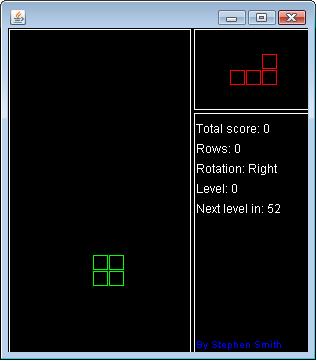 Total score: 0
Rows: 0
Rotation: Right
Level: 0
Next level in: 52
By Stephen Smith